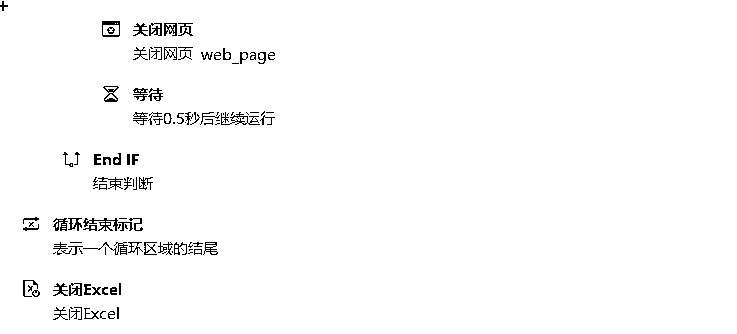 关闭网页
关闭网页 web_page
等待
等待0.5秒后继续运行
End IF
结束判断
循环结束标记
表示一个循环区域的结尾
关闭Excel
关闭Excel